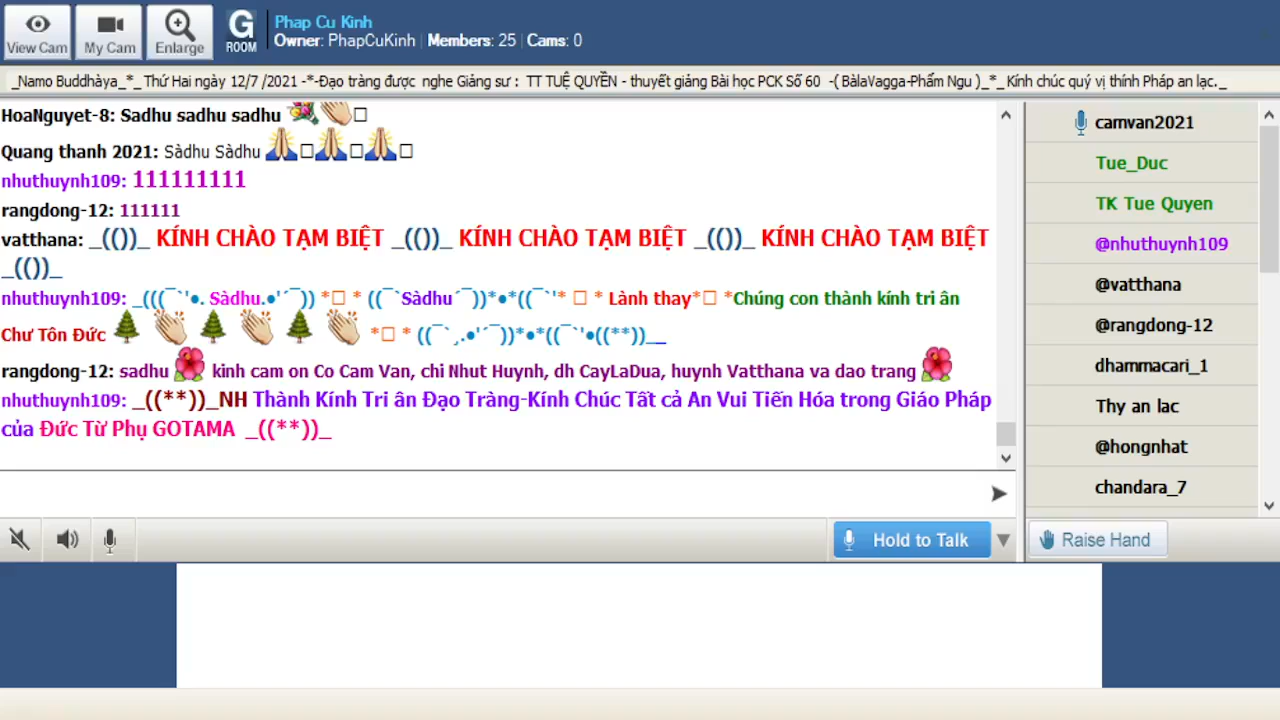 View Cam
My Cam
Enlarge
G
ROOM
Phap Cu Kinh
Owner: PhapCuKinh | Members: 25 | Cams: 0
_Namo Buddhàya_*_ Thứ Hai ngày 12/7 /2021 -*-Đạo tràng được nghe Giảng sư : TT TUỆ QUYỀN - thuyết giảng Bài học PCK Số 60 -( BàlaVagga-Phẩm Ngu )_*_Kính chúc quý vị thính Pháp an lạc._
HoaNguyet-8: Sadhu sadhu sadhu 💐👏□
Quang thanh 2021: Sàdhu Sàdhu 🙏□🙏□🙏□
nhuthuynh109: 111111111
rangdong-12: 111111
vatthana: _(())_ KÍNH CHÀO TẠM BIỆT _(())_ KÍNH CHÀO TẠM BIỆT _(())_ KÍNH CHÀO TẠM BIỆT
_(())_
nhuthuynh109: _(((¯`'•. Sàdhu.•'´¯)) *□ * ((¯`Sàdhu´¯))*•*((¯`'* □ * Lành thay*□ *Chúng con thành kính tri ân
Chư Tôn Đức 🌲 👏 🌲 👏 🌲 👏 *□ * ((¯`¸.•'´¯))*•*((¯`'•((**))__
rangdong-12: sadhu 🌺 kinh cam on Co Cam Van, chi Nhut Huynh, dh CayLaDua, huynh Vatthana va dao trang 🌺
nhuthuynh109: _((**))_NH Thành Kính Tri ân Đạo Tràng-Kính Chúc Tất cả An Vui Tiến Hóa trong Giáo Pháp
của Đức Từ Phụ GOTAMA _((**))_
camvan2021
Tue_Duc
TK Tue Quyen
@nhuthuynh109
@vatthana
@rangdong-12
dhammacari_1
Thy an lac
@hongnhat
chandara_7
Hold to Talk
Raise Hand